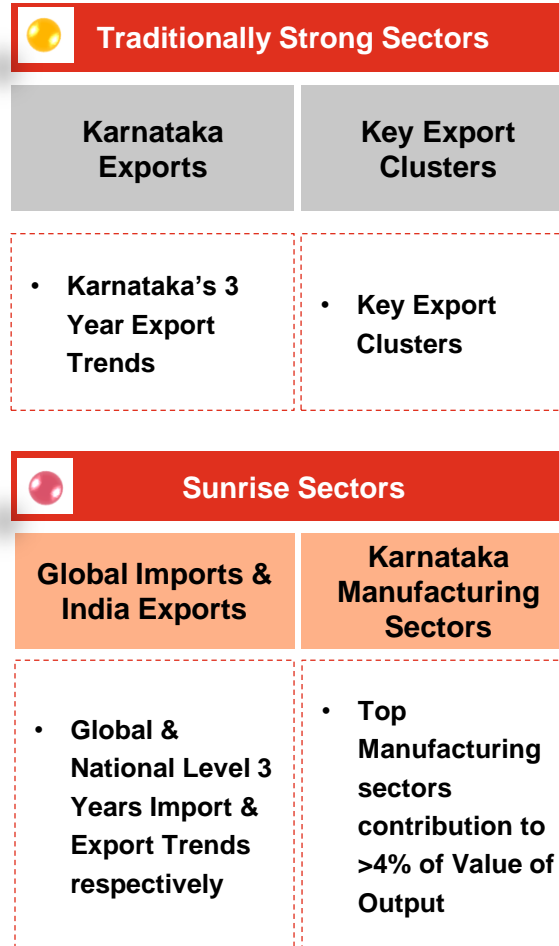 Traditionally Strong Sectors
Karnataka
Exports
Key Export
Clusters
• Karnataka's 3
Year Export
Trends
• Key Export
Clusters
Sunrise Sectors
Global Imports &
India Exports
Karnataka
Manufacturing
Sectors
• Global &
National Level 3
Years Import &
Export Trends
respectively
• Top
Manufacturing
sectors
contribution to
>4% of Value of
Output